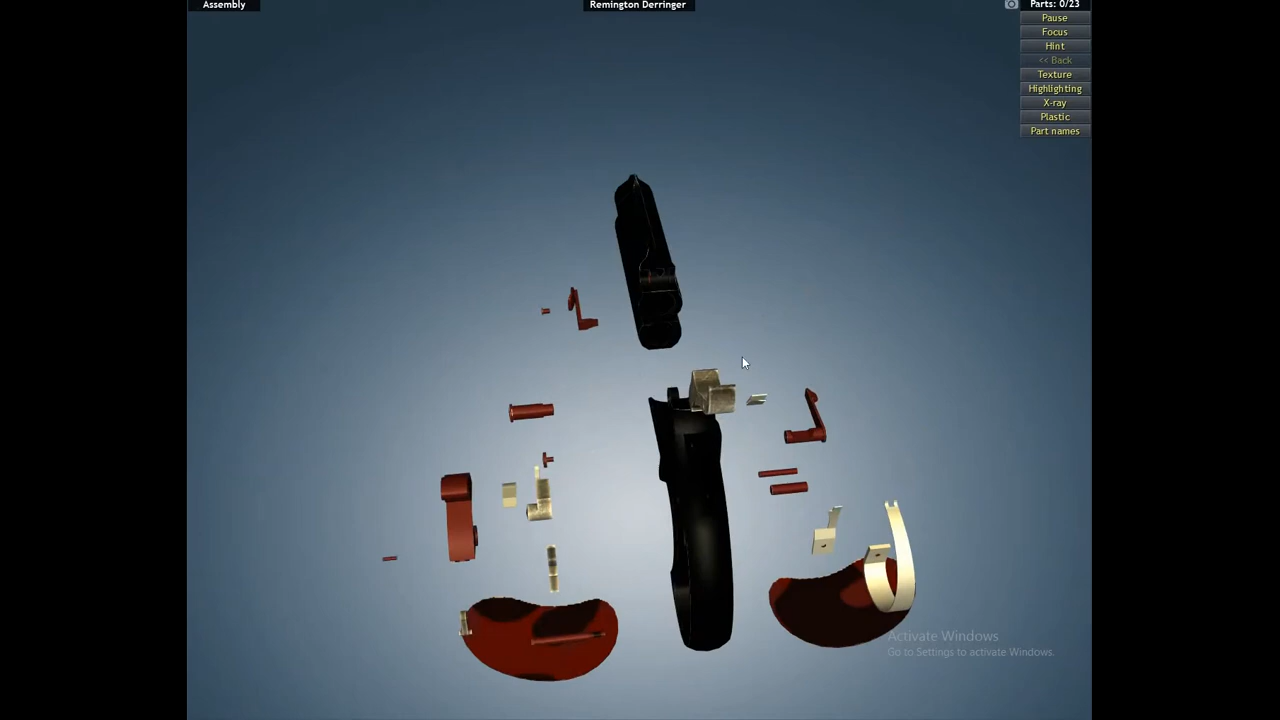 Assembly
Remington Derringer
Parts: 0/23
Pause
Focus
Hint
<< Back
Texture
Highlighting
X-ray
Plastic
Part names
Activate Windows
Go to Settings to activate Windows.